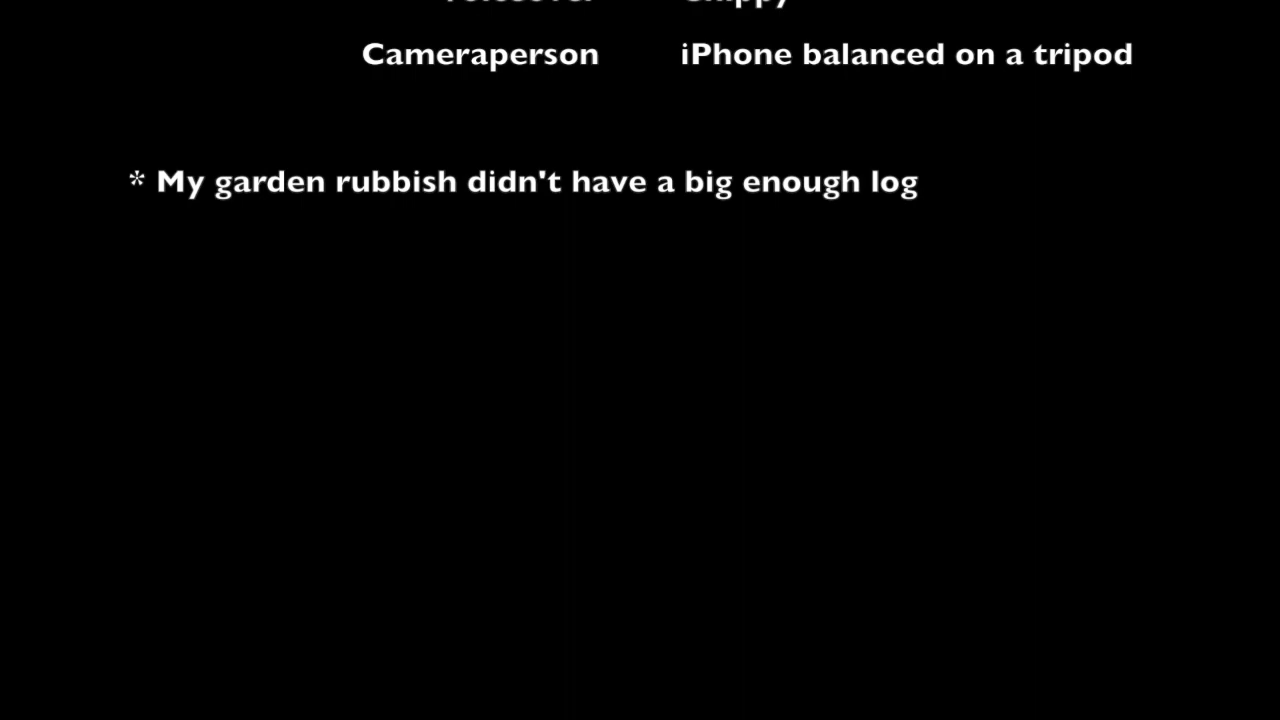 Cameraperson iPhone balanced on a tripod
* My garden rubbish didn't have a big enough log